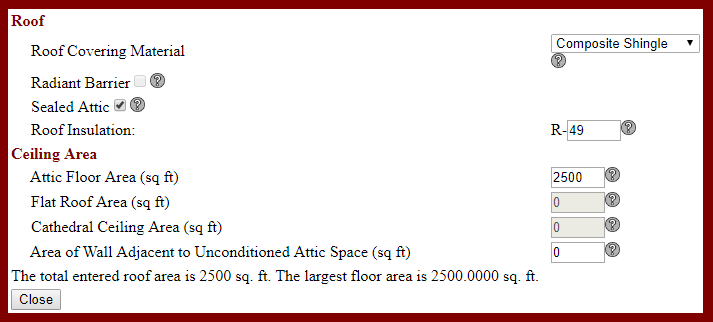 Roof
Roof Covering Material Composite Shingle
Radiant Barrier
Sealed Attic
Roof Insulation: R-49
Ceiling Area
Attic Floor Area (sq ft) 2500
Flat Roof Area (sq ft) 0
Cathedral Ceiling Area (sq ft) 0
Area of Wall Adjacent to Unconditioned Attic Space (sq ft) 0
The total entered roof area is 2500 sq. ft. The largest floor area is 2500.0000 sq. ft.
Close